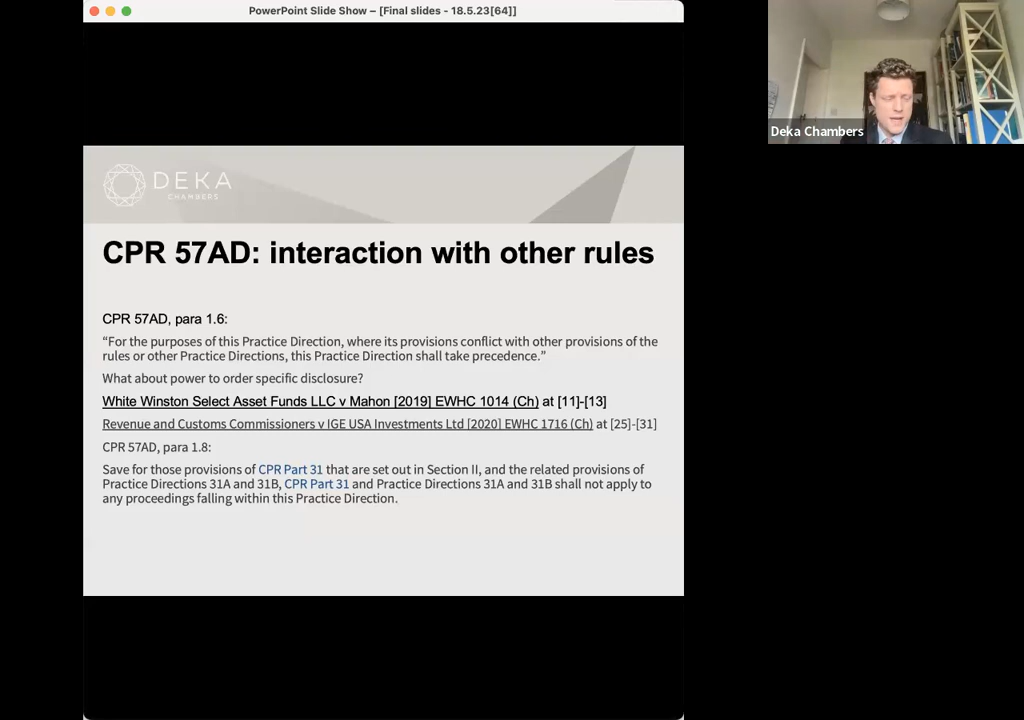 PowerPoint Slide Show – [Final slides - 18.5.23[64]]
Deka Chambers
DEKA
CHAMBERS
CPR 57AD: interaction with other rules
CPR 57AD, para 1.6:
“For the purposes of this Practice Direction, where its provisions conflict with other provisions of the
rules or other Practice Directions, this Practice Direction shall take precedence.”
What about power to order specific disclosure?
White Winston Select Asset Funds LLC v Mahon [2019] EWHC 1014 (Ch) at [11]-[13]
Revenue and Customs Commissioners v IGE USA Investments Ltd [2020] EWHC 1716 (Ch) at [25]-[31]
CPR 57AD, para 1.8:
Save for those provisions of CPR Part 31 that are set out in Section II, and the related provisions of
Practice Directions 31A and 31B, CPR Part 31 and Practice Directions 31A and 31B shall not apply to
any proceedings falling within this Practice Direction.